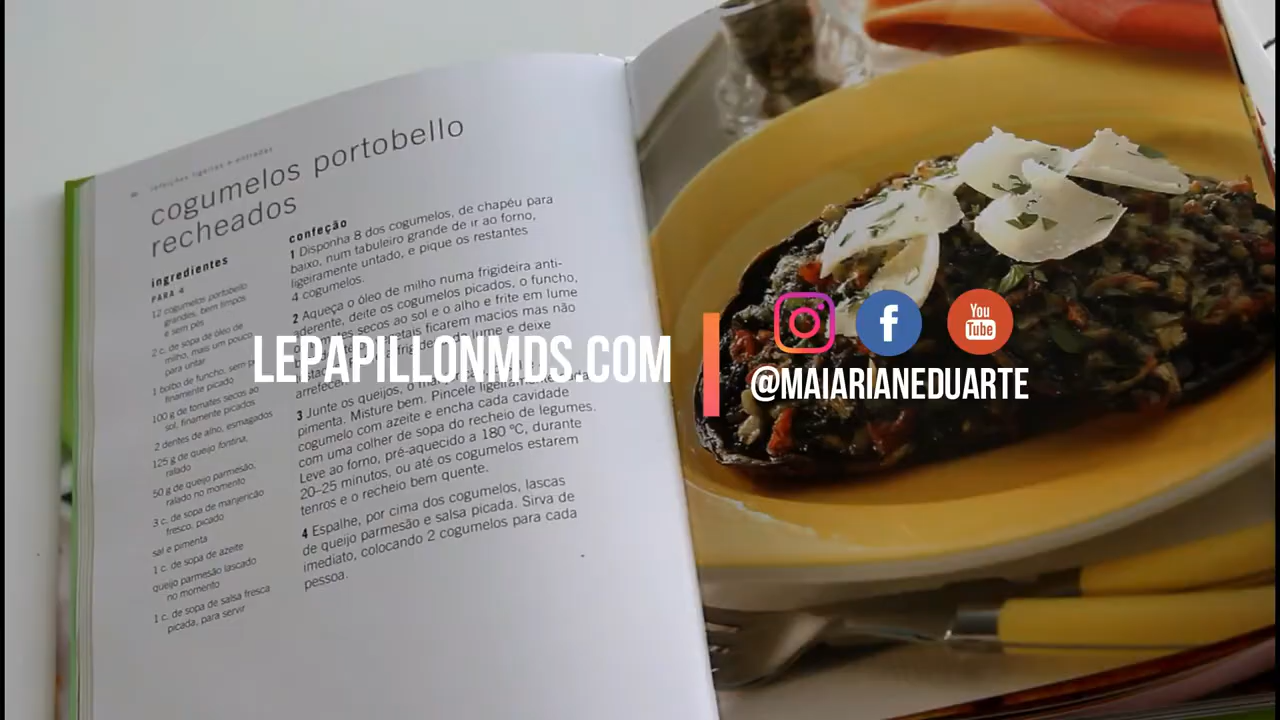 refeições ligeiras e entradas
cogumelos portobello
recheados
ingredientes
PARA 4
12 cogumelos portobello
grandes, bem limpos
e sem pés
2 c. de sopa de óleo de
milho, mais um pouco
para untar
1 bolbo de funcho, sem
finamente picado
100 g de tomates secos ao
sol, finamente picados
2 dentes de alho, esmagados
125 g de queijo fontina,
ralado
50 g de queijo parmesão,
ralado no momento
3 c. de sopa de manjericão
fresco, picado
sal e pimenta
1 c. de sopa de azeite
queijo parmesão lascado
no momento
1 c. de sopa de salsa fresca
picada, para servir
confeção
1 Disponha 8 dos cogumelos, de chapéu para
baixo, num tabuleiro grande de ir ao forno,
ligeiramente untado, e pique os restantes
4 cogumelos.
2 Aqueça o óleo de milho numa frigideira anti-
aderente, deite os cogumelos picados, o funcho,
secos ao sol e o alho e frite em lume
ficarem macios mas não
lume e deixe
3 Junte os queijos, o
pimenta. Misture bem. Pincele ligeiramente cada
cogumelo com azeite e encha cada cavidade
com uma colher de sopa do recheio de legumes.
Leve ao forno, pré-aquecido a 180 ºC, durante
20–25 minutos, ou até os cogumelos estarem
tenros e o recheio bem quente.
4 Espalhe, por cima dos cogumelos, lascas
de queijo parmesão e salsa picada. Sirva de
imediato, colocando 2 cogumelos para cada
pessoa.
LEPAPILLONMDS.COM
You
Tube
@MAIARIANEDUARTE